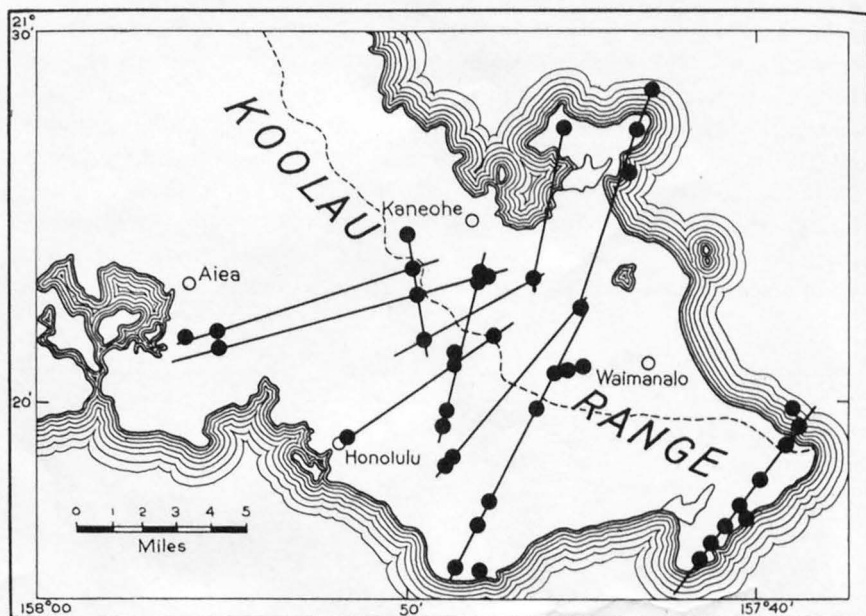 21°
30'
KOOLAU
Kaneohe
Aiea
Waimanalo
20'
RANGE
Honolulu
0 1 2 3 4 5
Miles
158°00' 50' 157°40'